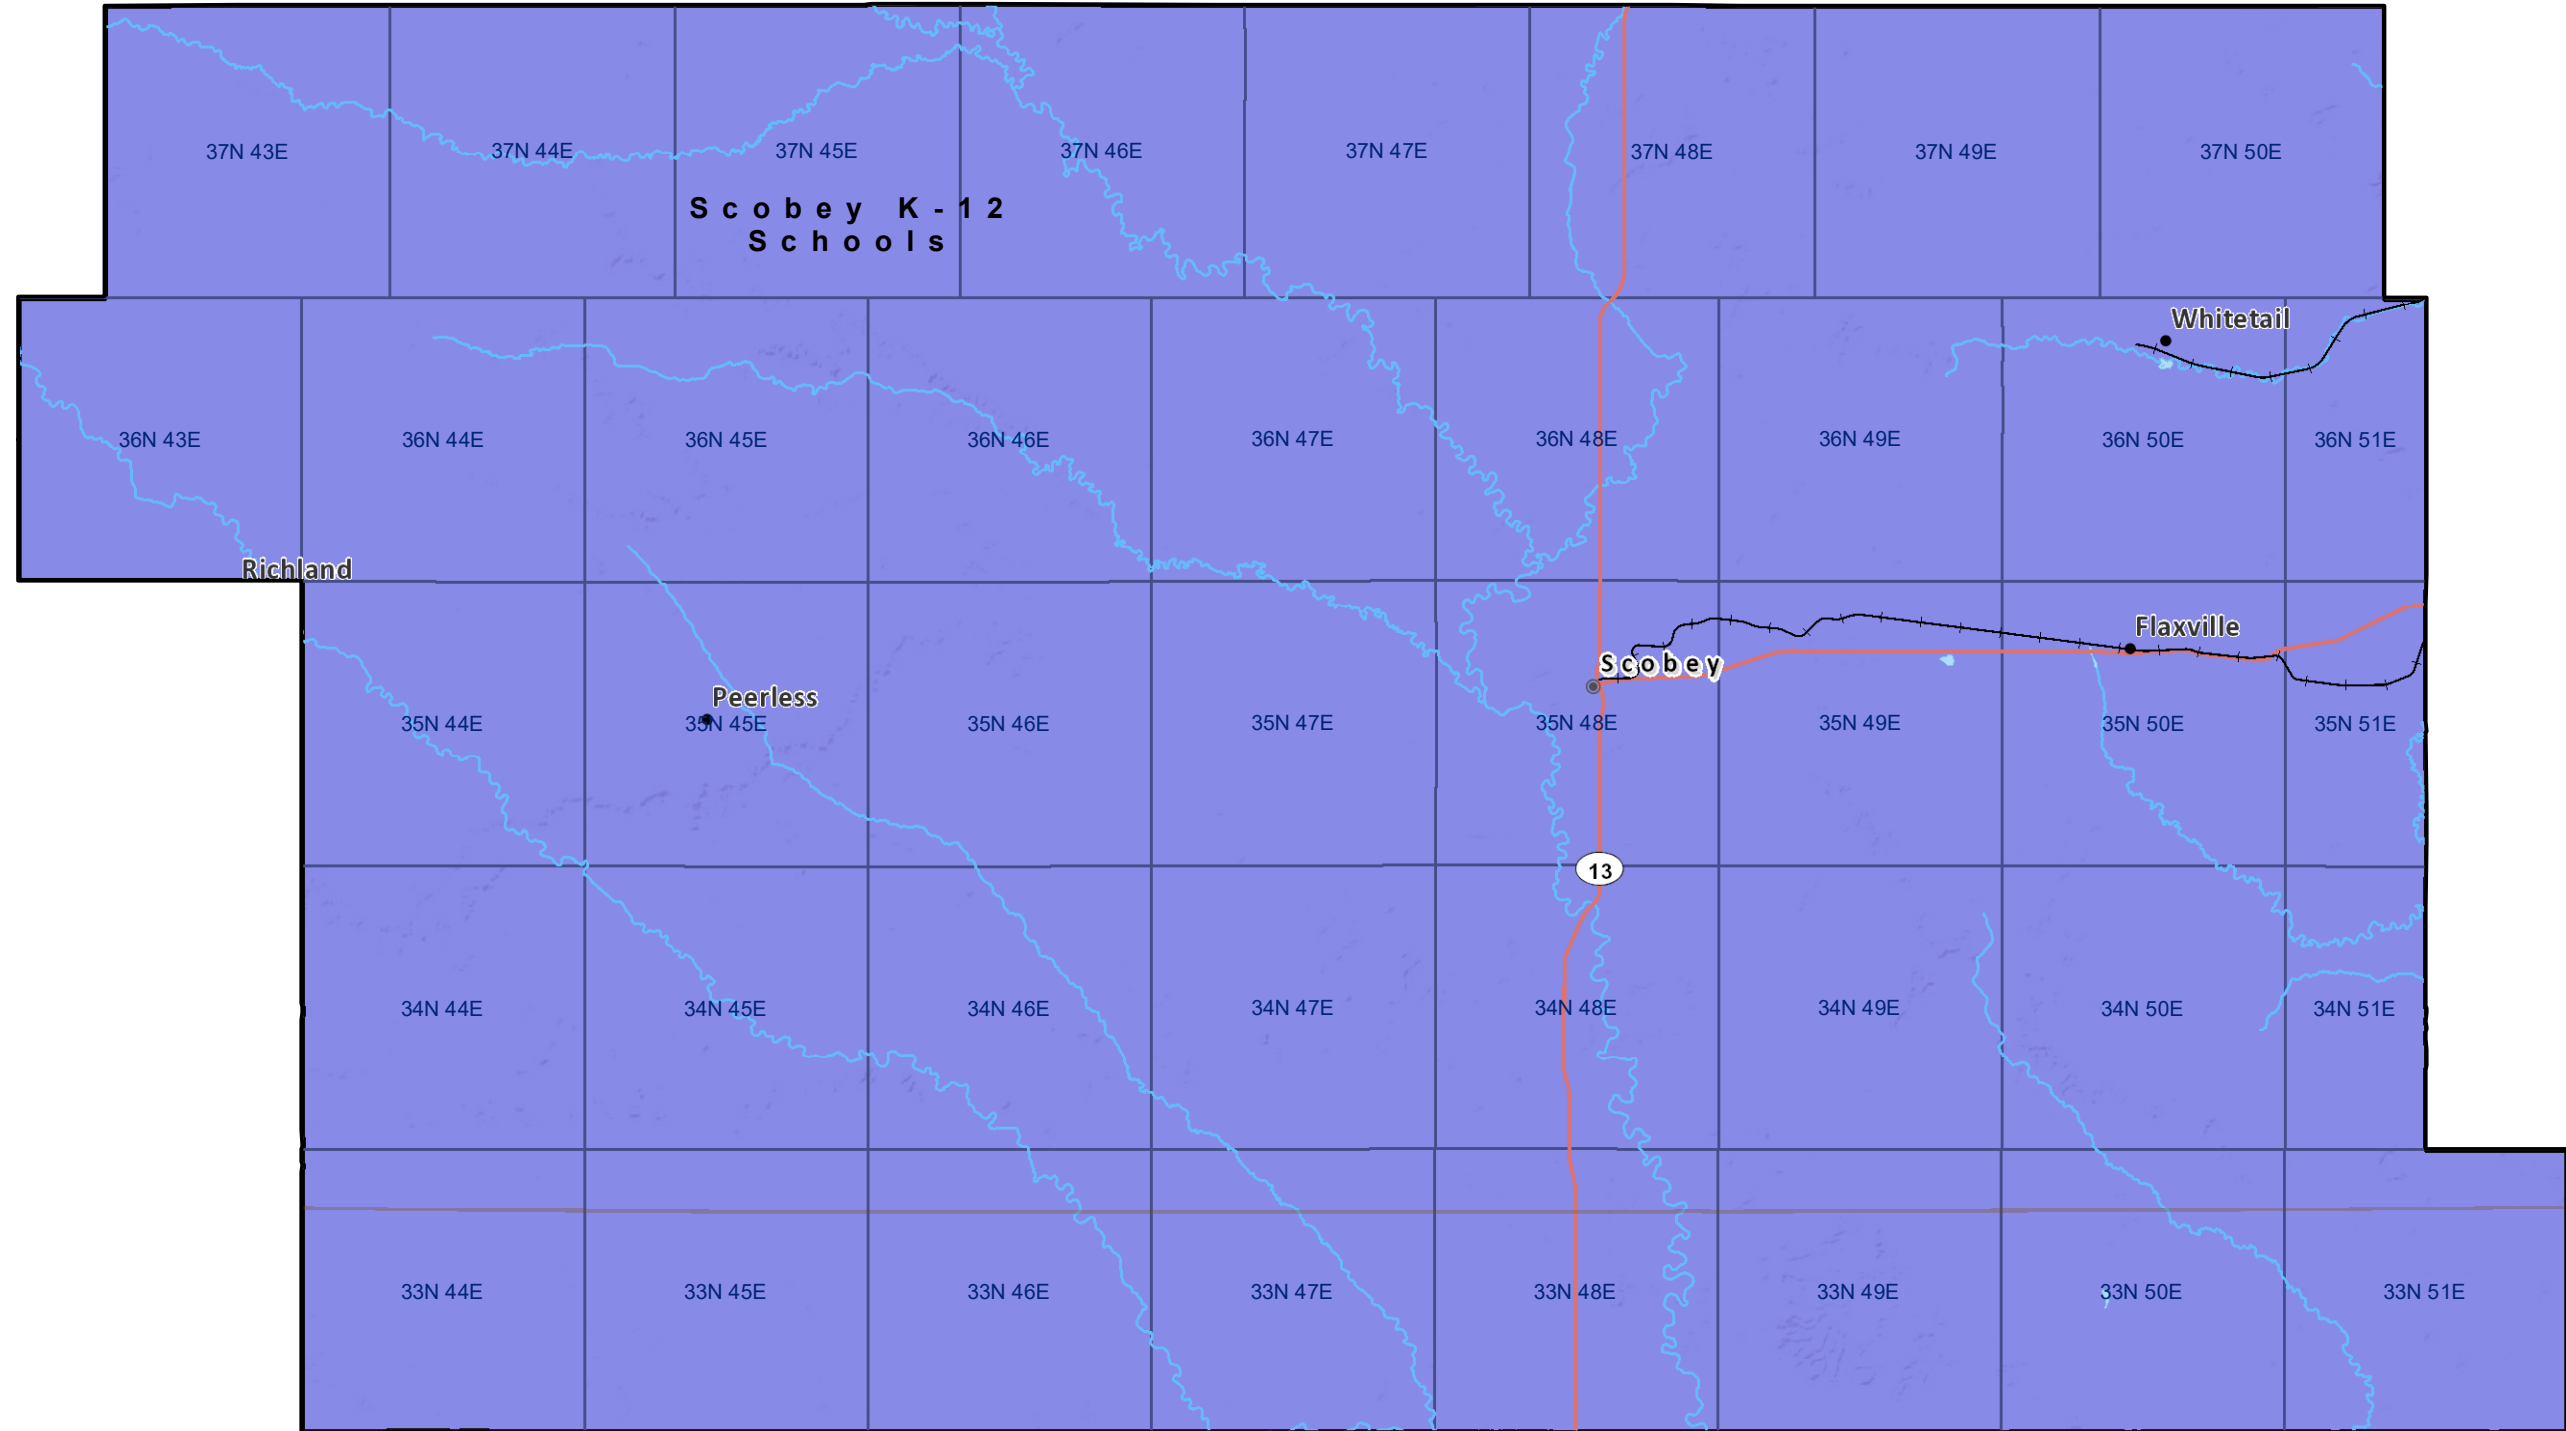 37N 43E
37N 44E
37N 45E
37N 46E
37N 47E
37N 48E
37N 49E
37N 50E
Scobey K-12
Schools
Whitetail
36N 43E
36N 44E
36N 45E
36N 46E
36N 47E
36N 48E
36N 49E
36N 50E
36N 51E
Richland
Flaxville
Scobey
Peerless
35N 44E
35N 45E
35N 46E
35N 47E
35N 48E
35N 49E
35N 50E
35N 51E
13
34N 44E
34N 45E
34N 46E
34N 47E
34N 48E
34N 49E
34N 50E
34N 51E
33N 44E
33N 45E
33N 46E
33N 47E
33N 48E
33N 49E
33N 50E
33N 51E